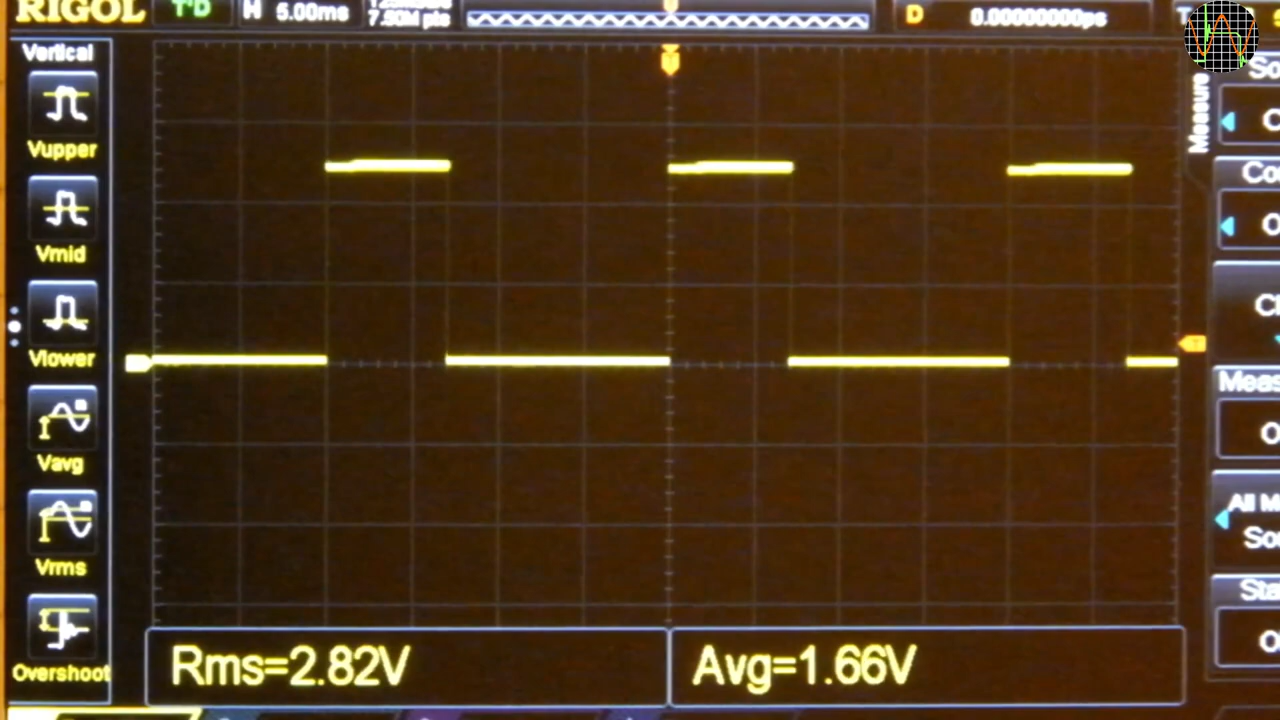 RIGOL T'D H 5.00ms 7.50M pts D 0.00000000ps
Vertical
Vupper
Vmid
Vlower
Vavg
Vrms
Overshoot
Measure
Rms=2.82V
Avg=1.66V